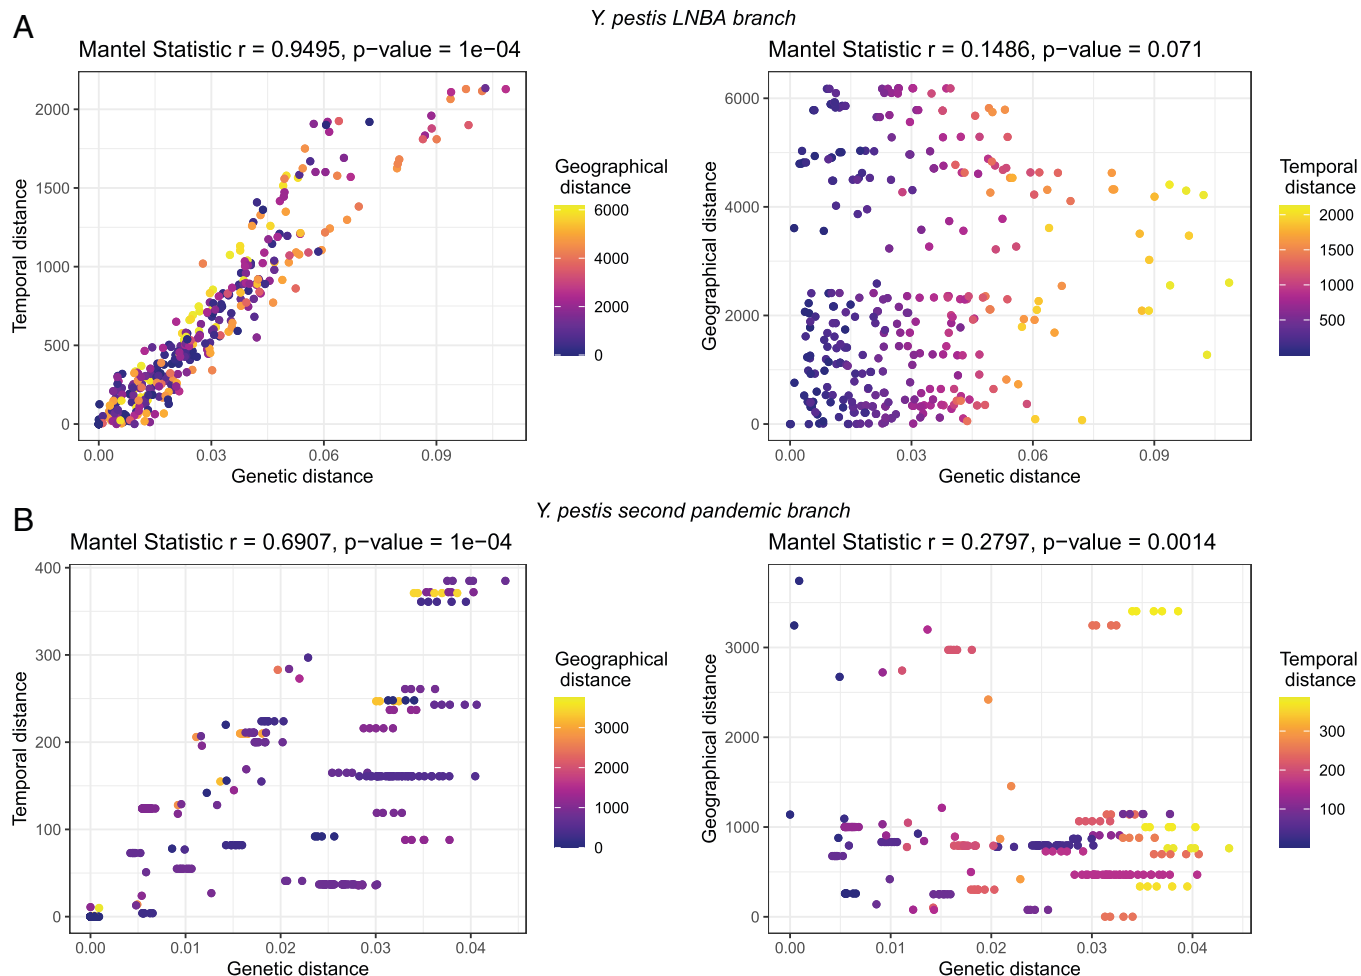 A
Y. pestis LNBA branch
Mantel Statistic r = 0.9495, p−value = 1e−04
Temporal distance
2000
1500
1000
500
0
0.00
0.03
0.06
0.09
Genetic distance
Geographical
distance
6000
4000
2000
0
Mantel Statistic r = 0.1486, p−value = 0.071
Geographical distance
6000
4000
2000
0
0.00
0.03
0.06
0.09
Genetic distance
Temporal
distance
2000
1500
1000
500
B
Y. pestis second pandemic branch
Mantel Statistic r = 0.6907, p−value = 1e−04
Temporal distance
400
300
200
100
0
0.00
0.01
0.02
0.03
0.04
Genetic distance
Geographical
distance
3000
2000
1000
0
Mantel Statistic r = 0.2797, p−value = 0.0014
Geographical distance
3000
2000
1000
0
0.00
0.01
0.02
0.03
0.04
Genetic distance
Temporal
distance
300
200
100